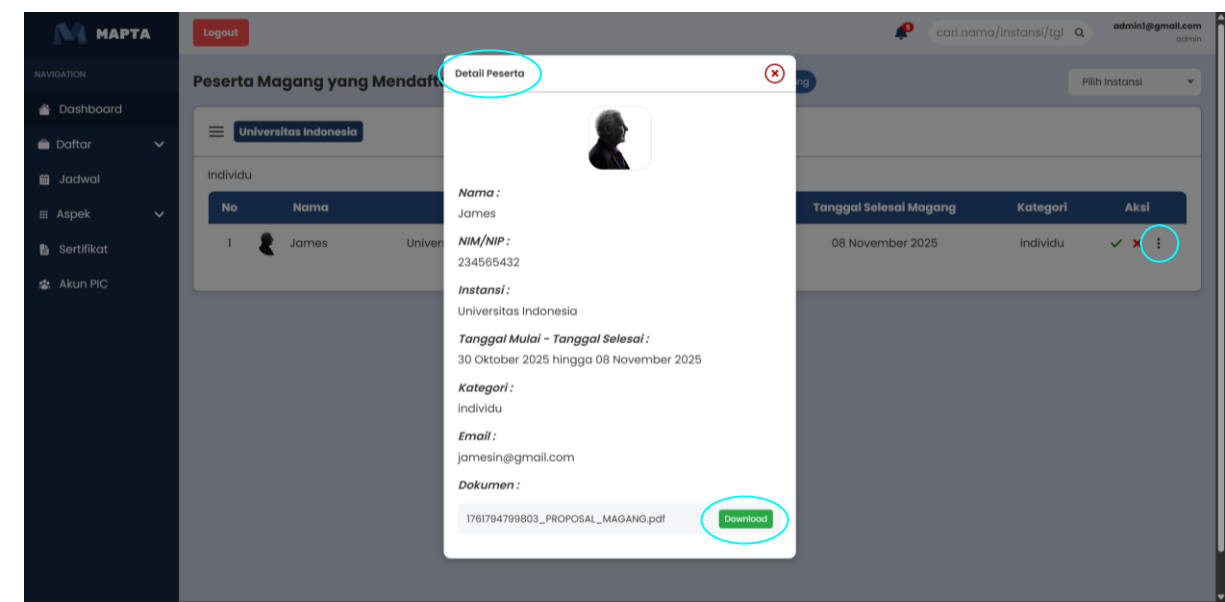 MAPTA
Logout
cari nama/instansi/tgl
admin1@gmail.com
admin
NAVIGATION
Dashboard
Daftar
Jadwal
Aspek
Sertifikat
Akun PIC
Peserta Magang yang
Pilih Instansi
Universitas Indonesia
Individu
No Nama Tanggal Selesai Magang Kategori Aksi
1 James 08 November 2025 individu
Detail Peserta
Nama :
James
NIM/NIP :
234565432
Instansi :
Universitas Indonesia
Tanggal Mulai - Tanggal Selesai :
30 Oktober 2025 hingga 08 November 2025
Kategori :
individu
Email :
jamesin@gmail.com
Dokumen :
1761794799803_PROPOSAL_MAGANG.pdf Download